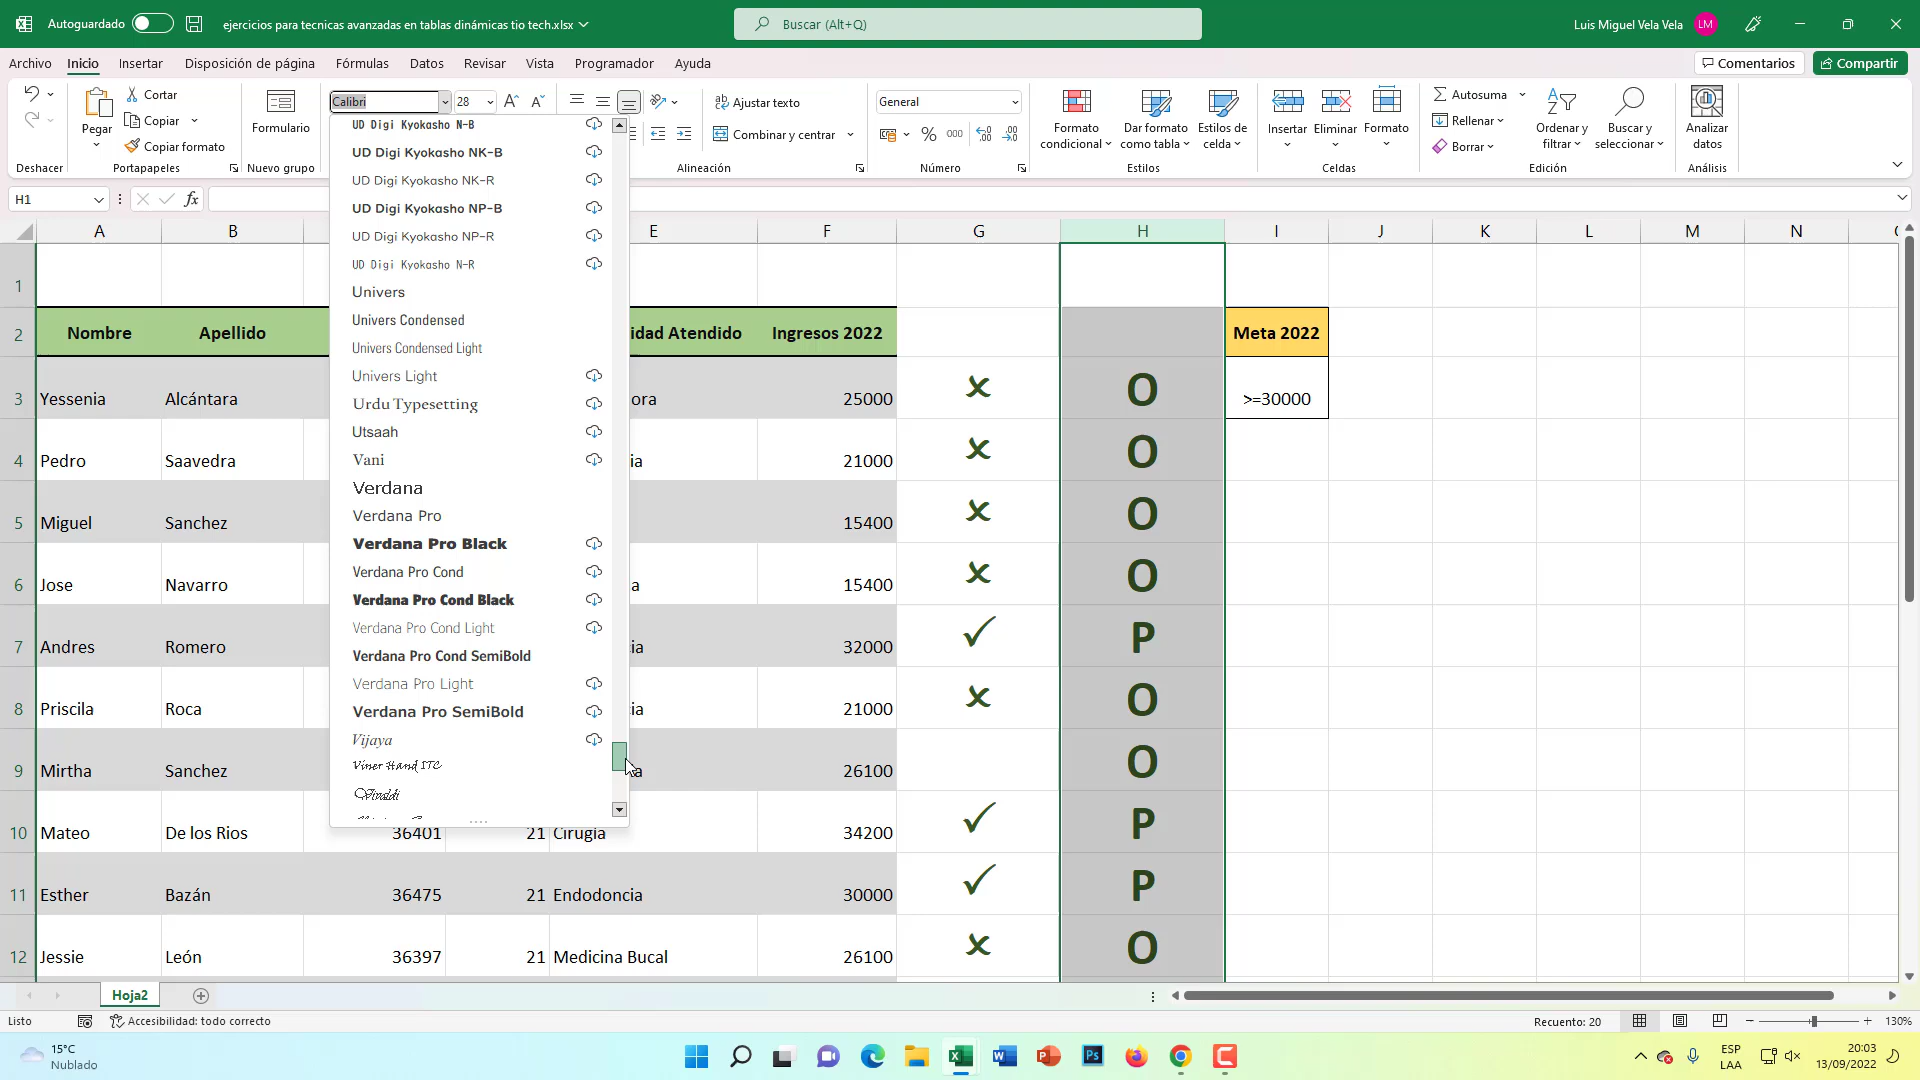 Autoguardado
ejercicios para tecnicas avanzadas en tablas dinámicas tio tech.xlsx
Buscar (Alt+Q)
Luis Miguel Vela Vela
LM
Archivo Inicio Insertar Disposición de página Fórmulas Datos Revisar Vista Programador Ayuda
Comentarios
Compartir
Deshacer
Pegar
Cortar
Copiar
Copiar formato
Portapapeles
Formulario
Nuevo grupo
Calibri
28
Ajustar texto
Combinar y centrar
Alineación
General
% 000
Número
Formato condicional
Dar formato como tabla
Estilos de celda
Estilos
Insertar
Eliminar
Formato
Celdas
Autosuma
Rellenar
Borrar
Ordenar y filtrar
Buscar y seleccionar
Edición
Analizar datos
Análisis
H1
fx
UD Digi Kyokasho N-B
UD Digi Kyokasho NK-B
UD Digi Kyokasho NK-R
UD Digi Kyokasho NP-B
UD Digi Kyokasho NP-R
UD Digi Kyokasho N-R
Univers
Univers Condensed
Univers Condensed Light
Univers Light
Urdu Typesetting
Utsaah
Vani
Verdana
Verdana Pro
Verdana Pro Black
Verdana Pro Cond
Verdana Pro Cond Black
Verdana Pro Cond Light
Verdana Pro Cond SemiBold
Verdana Pro Light
Verdana Pro SemiBold
Vijaya
Viner Hand ITC
Vivaldi
A B E F G H I J K L M N
1
2 Nombre Apellido idad Atendido Ingresos 2022 Meta 2022
3 Yessenia Alcántara ora 25000 ✗ O >=30000
4 Pedro Saavedra ia 21000 ✗ O
5 Miguel Sanchez 15400 ✗ O
6 Jose Navarro a 15400 ✗ O
7 Andres Romero ia 32000 ✓ P
8 Priscila Roca ia 21000 ✗ O
9 Mirtha Sanchez a 26100 O
10 Mateo De los Rios 36401 21 Cirugia 34200 ✓ P
11 Esther Bazán 36475 21 Endodoncia 30000 ✓ P
12 Jessie León 36397 21 Medicina Bucal 26100 ✗ O
Hoja2
Listo
Accesibilidad: todo correcto
Recuento: 20
130%
15°C
Nublado
ESP
LAA
20:03
13/09/2022